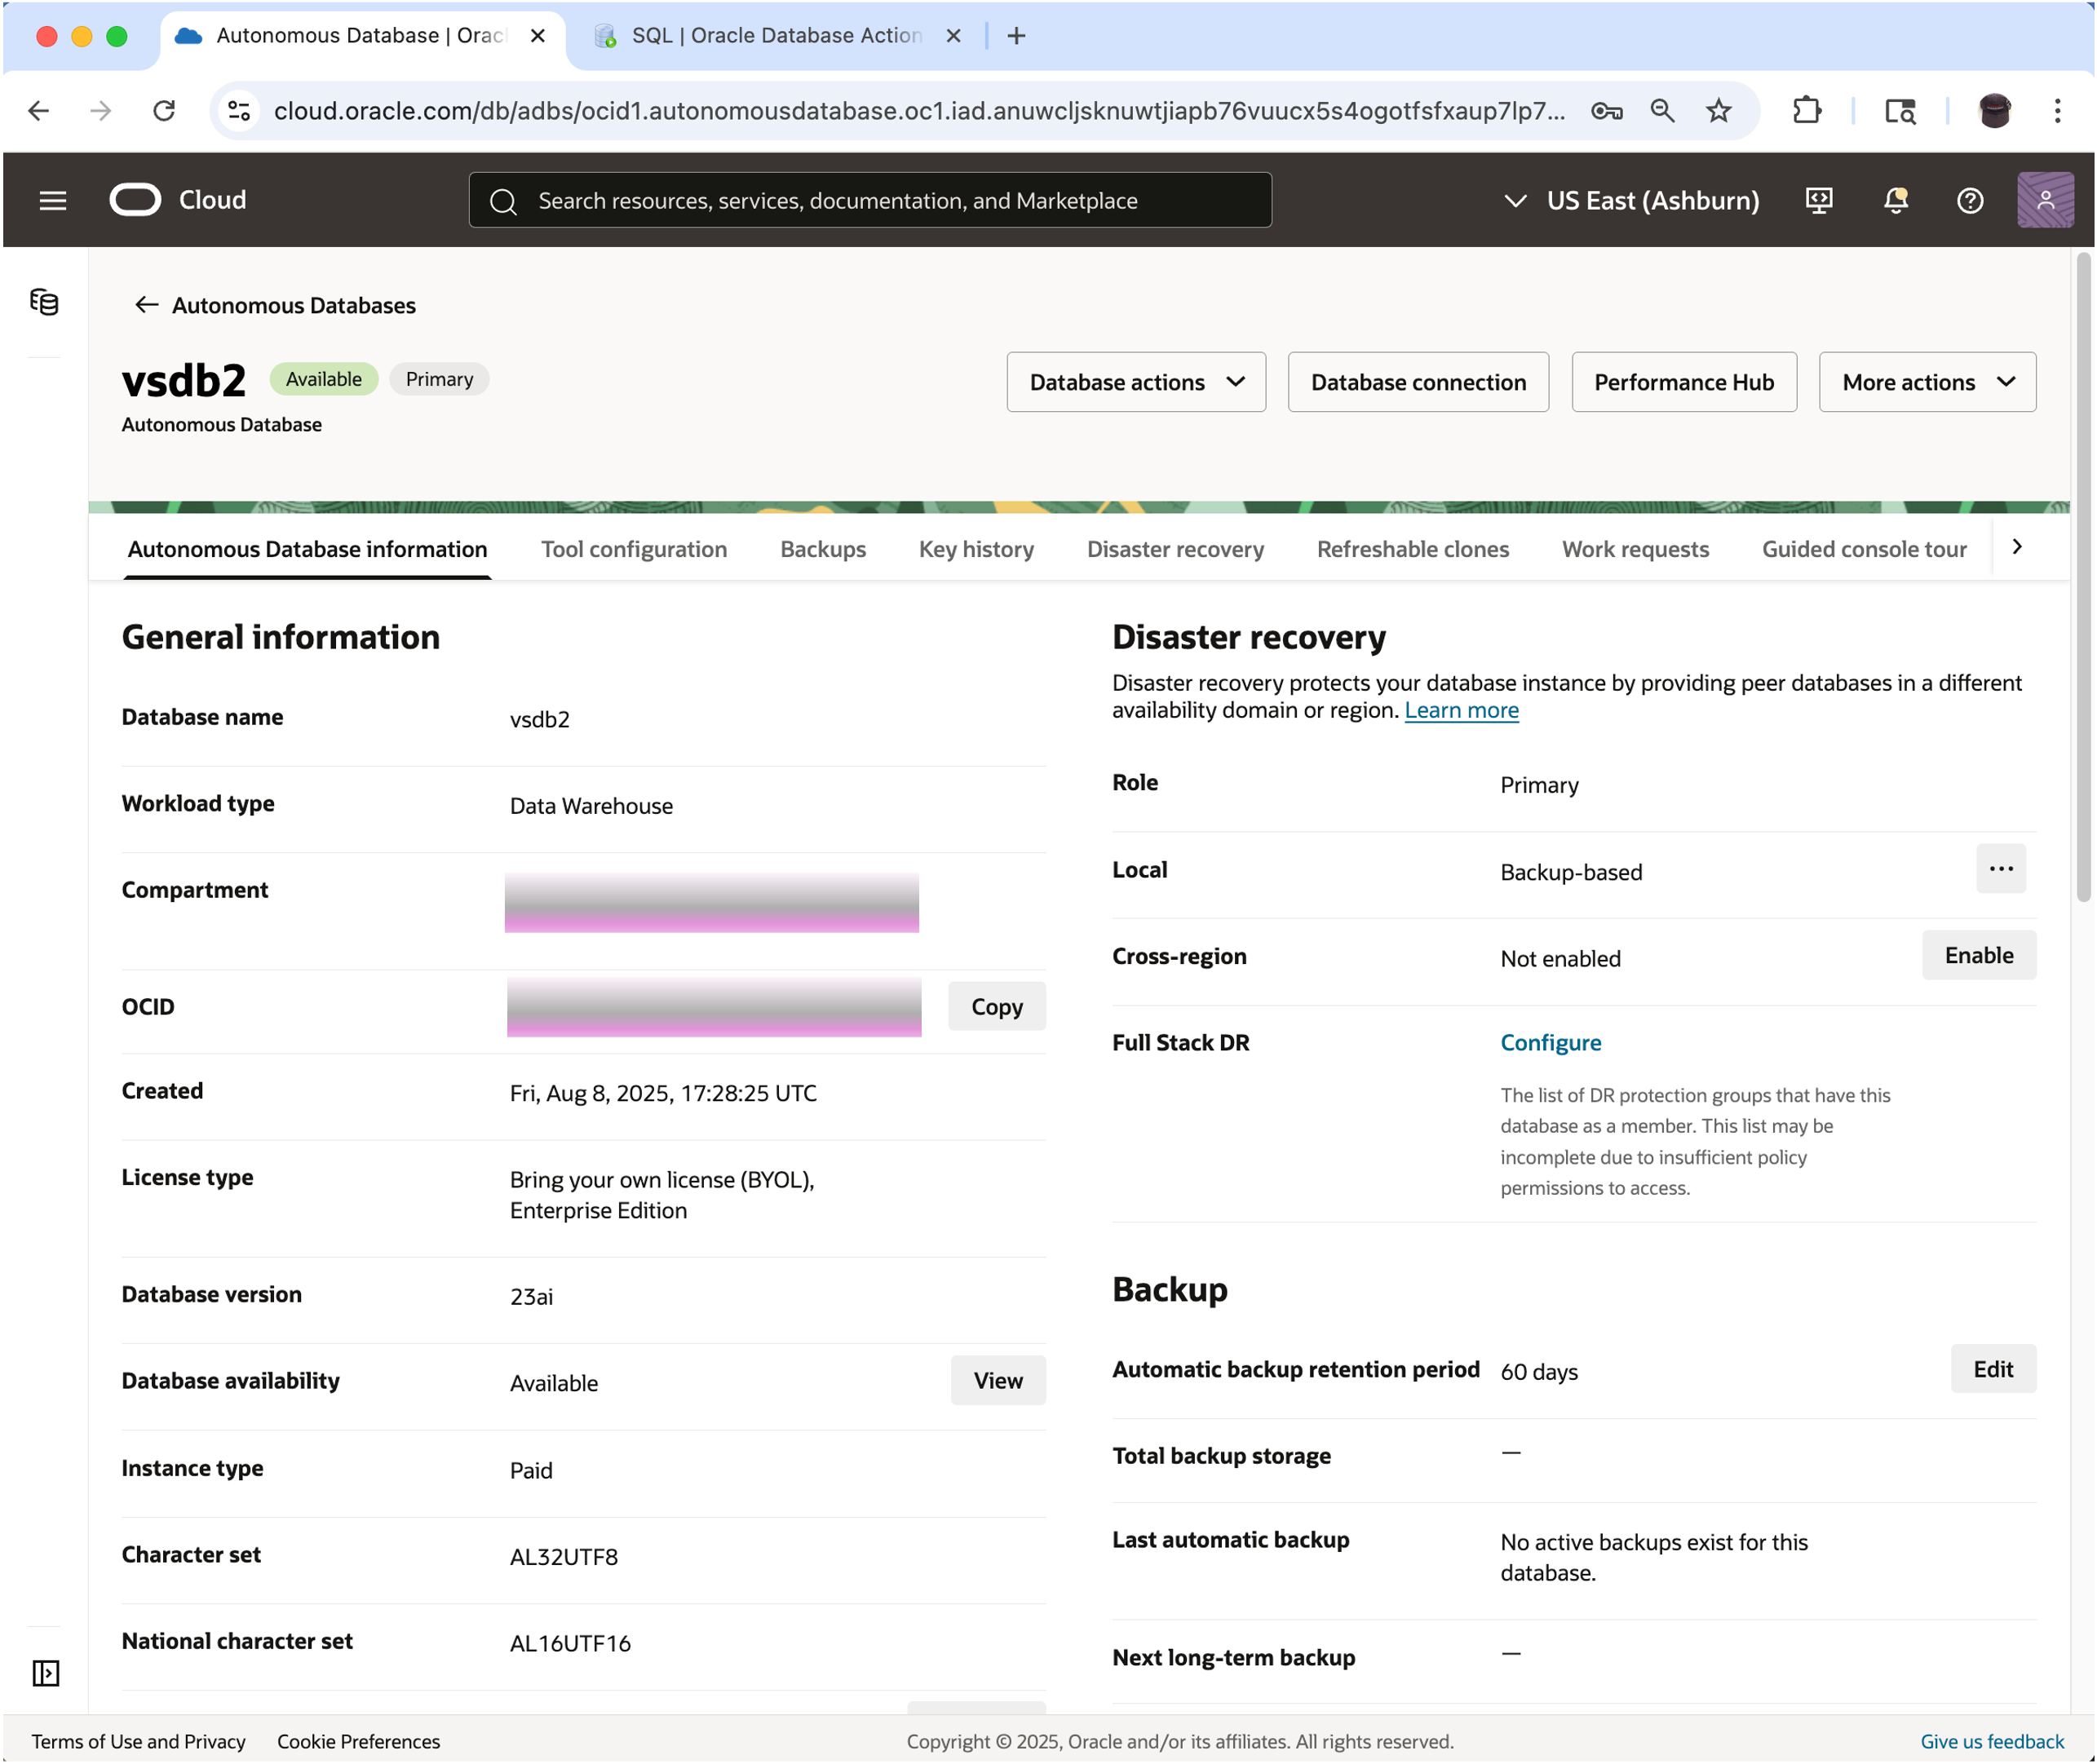 Autonomous Database | Orac
SQL | Oracle Database Action
cloud.oracle.com/db/adbs/ocid1.autonomousdatabase.oc1.iad.anuwcljsknuwtjiapb76vuucx5s4ogotfsfxaup7lp7...
Cloud
Search resources, services, documentation, and Marketplace
US East (Ashburn)
Autonomous Databases
vsdb2
Available
Primary
Autonomous Database
Database actions
Database connection
Performance Hub
More actions
Autonomous Database information
Tool configuration
Backups
Key history
Disaster recovery
Refreshable clones
Work requests
Guided console tour
General information
Database name
vsdb2
Workload type
Data Warehouse
Compartment
OCID
Copy
Created
Fri, Aug 8, 2025, 17:28:25 UTC
License type
Bring your own license (BYOL),
Enterprise Edition
Database version
23ai
Database availability
Available
View
Instance type
Paid
Character set
AL32UTF8
National character set
AL16UTF16
Disaster recovery
Disaster recovery protects your database instance by providing peer databases in a different
availability domain or region. Learn more
Role
Primary
Local
Backup-based
Cross-region
Not enabled
Enable
Full Stack DR
Configure
The list of DR protection groups that have this
database as a member. This list may be
incomplete due to insufficient policy
permissions to access.
Backup
Automatic backup retention period
60 days
Edit
Total backup storage
—
Last automatic backup
No active backups exist for this
database.
Next long-term backup
—
Terms of Use and Privacy
Cookie Preferences
Copyright © 2025, Oracle and/or its affiliates. All rights reserved.
Give us feedback